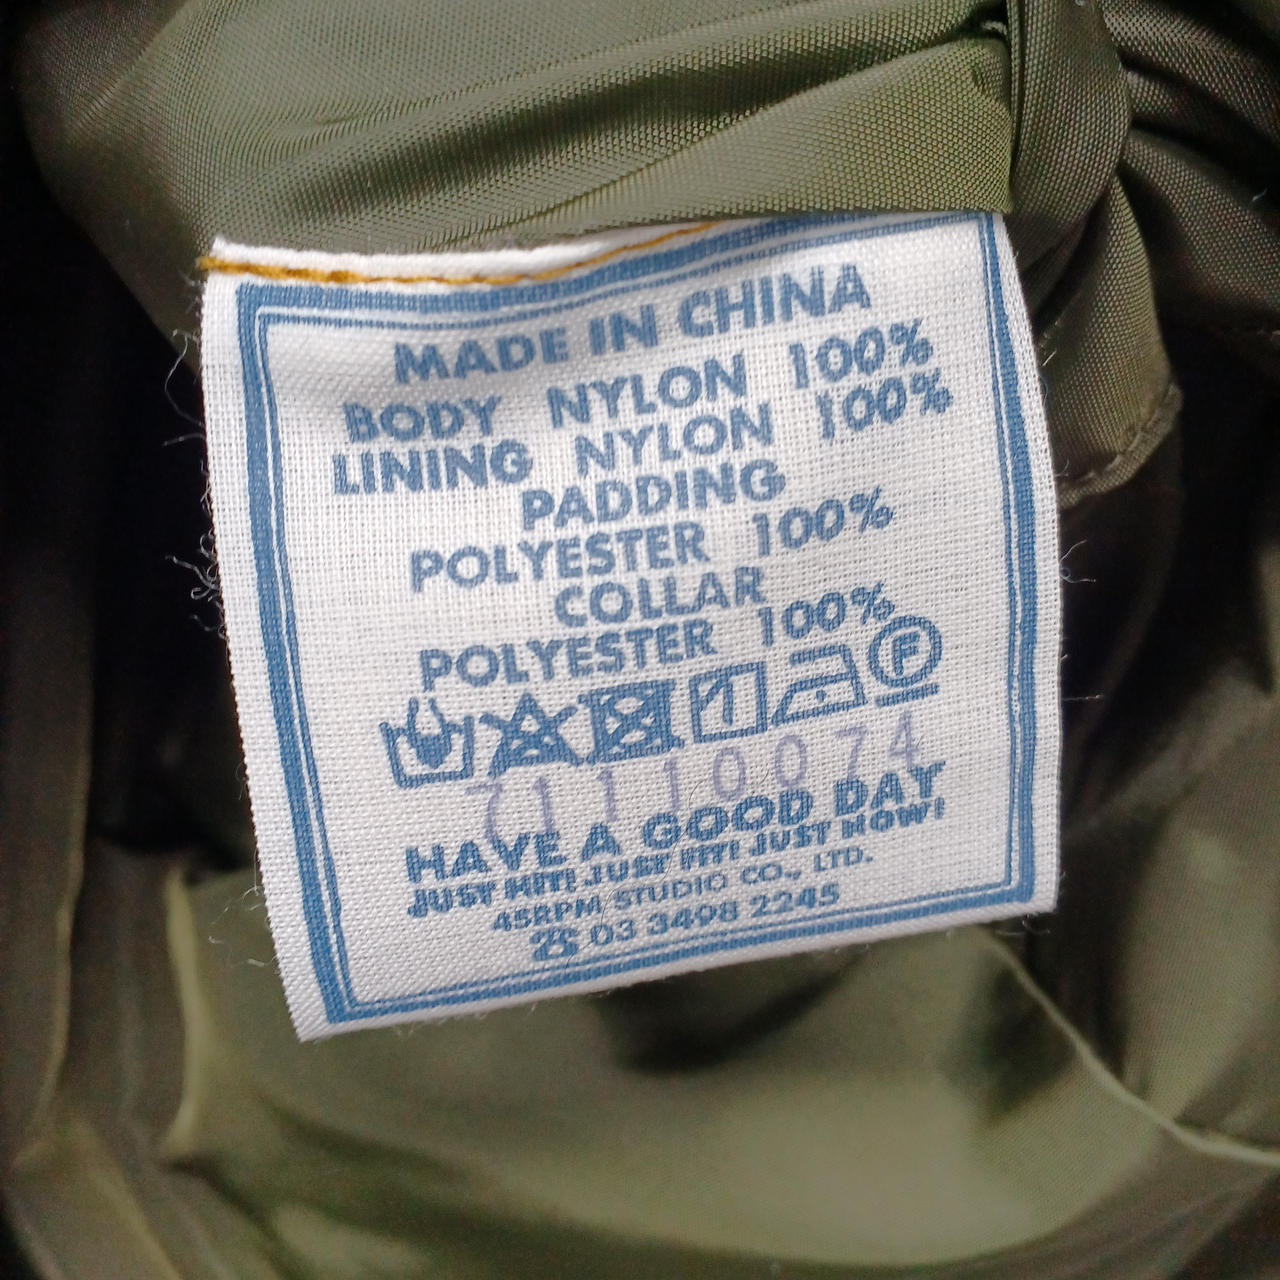 MADE IN CHINA
BODY NYLON 100%
LINING NYLON 100%
PADDING
POLYESTER 100%
COLLAR
POLYESTER 100%
F
71110074
HAVE A GOOD DAY
JUST HIT! JUST FIT! JUST NOW!
45RPM STUDIO CO., LTD.
☎ 03 3498 2245